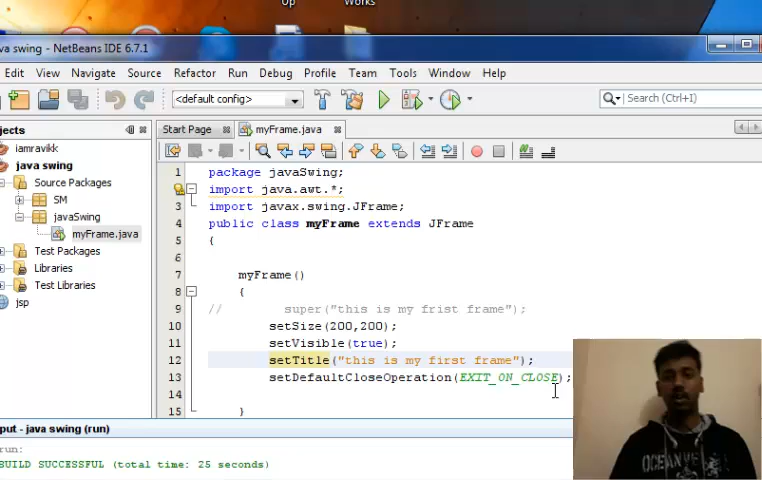 Up
Works
va swing - NetBeans IDE 6.7.1
Edit View Navigate Source Refactor Run Debug Profile Team Tools Window Help
<default config>
Search (Ctrl+I)
jects
Start Page
myFrame.java
iamravikk
java swing
Source Packages
SM
javaSwing
myFrame.java
Test Packages
Libraries
Test Libraries
jsp
1 package javaSwing;
import java.awt.*;
3 import javax.swing.JFrame;
4 public class myFrame extends JFrame
5 {
6
7 myFrame()
8 {
9 // super("this is my frist frame");
10 setSize(200,200);
11 setVisible(true);
12 setTitle("this is my first frame");
13 setDefaultCloseOperation(EXIT_ON_CLOSE);
14
15 }
put - java swing (run)
run:
BUILD SUCCESSFUL (total time: 25 seconds)
OCEAN